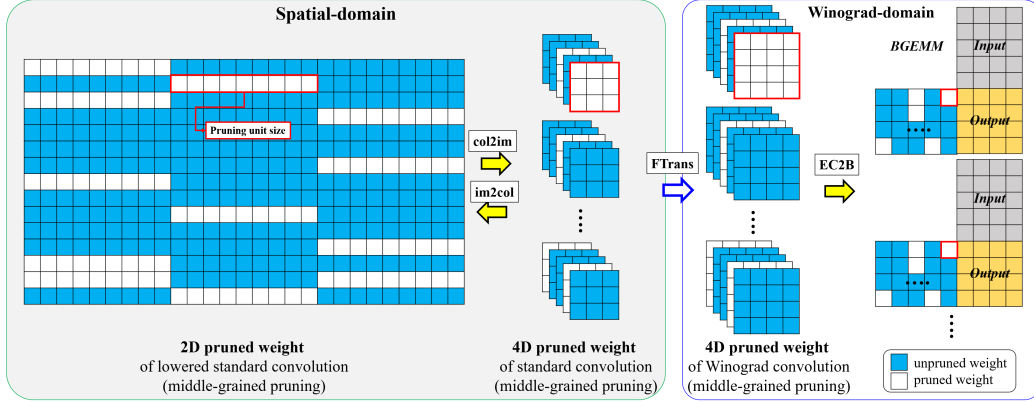 Spatial-domain
Winograd-domain
BGEMM
Input
Pruning unit size
Output
col2im
im2col
FTrans
EC2B
Input
Output
2D pruned weight
of lowered standard convolution
(middle-grained pruning)
4D pruned weight
of standard convolution
(middle-grained pruning)
4D pruned weight
of Winograd convolution
(middle-grained pruning)
unpruned weight
pruned weight